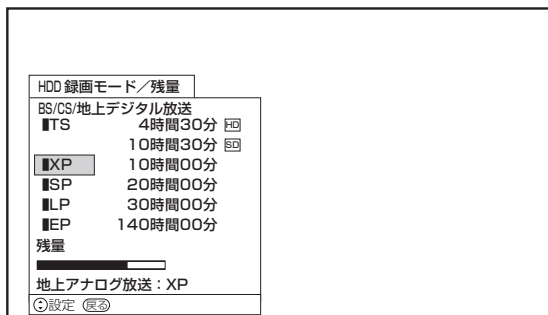 HDD 録画モード／残量
BS/CS/地上デジタル放送
TS 4時間30分 HD
10時間30分 SD
XP 10時間00分
SP 20時間00分
LP 30時間00分
EP 140時間00分
残量
地上アナログ放送：XP
設定 戻る